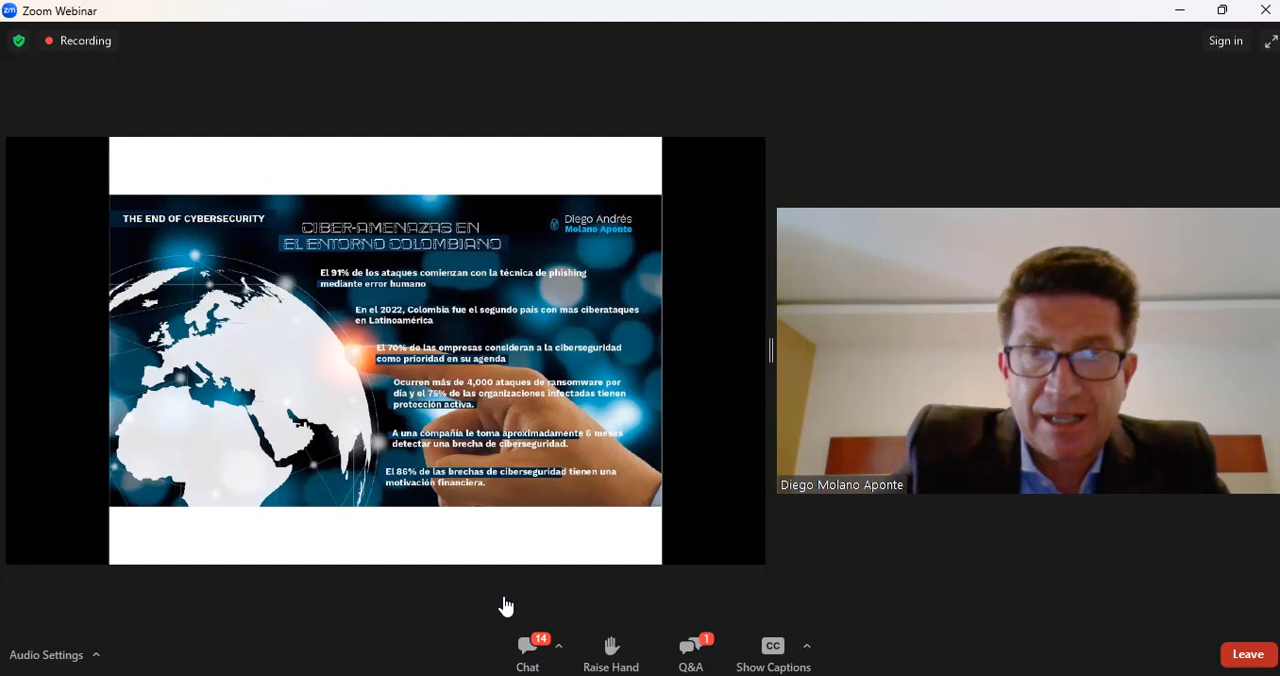 zm Zoom Webinar
Recording
Sign in
THE END OF CYBERSECURITY
CIBER-AMENAZAS EN
EL ENTORNO COLOMBIANO
Diego Andrés
Molano Aponte
El 91% de los ataques comienzan con la técnica de phishing
mediante error humano
En el 2022, Colombia fue el segundo país con mas ciberataques
en Latinoamérica
El 70% de las empresas consideran a la ciberseguridad
como prioridad en su agenda
Ocurren más de 4,000 ataques de ransomware por
día y el 75% de las organizaciones infectadas tienen
protección activa.
A una compañía le toma aproximadamente 6 meses
detectar una brecha de ciberseguridad.
El 86% de las brechas de ciberseguridad tienen una
motivación financiera.
Diego Molano Aponte
Audio Settings
14
Chat
Raise Hand
1
Q&A
CC
Show Captions
Leave